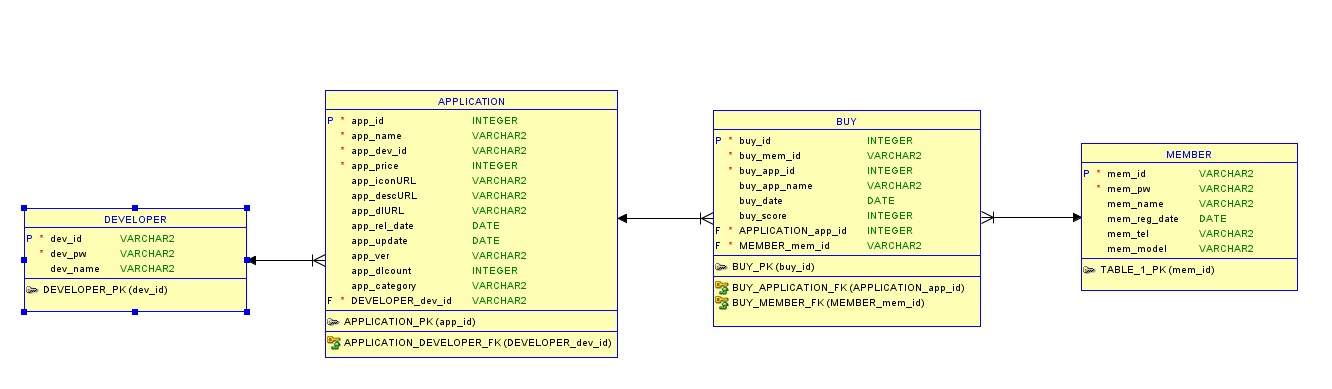 DEVELOPER
P * dev_id VARCHAR2
* dev_pw VARCHAR2
dev_name VARCHAR2
DEVELOPER_PK (dev_id)
APPLICATION
P * app_id INTEGER
* app_name VARCHAR2
* app_dev_id VARCHAR2
* app_price INTEGER
app_iconURL VARCHAR2
app_descURL VARCHAR2
app_dlURL VARCHAR2
app_rel_date DATE
app_update DATE
app_ver VARCHAR2
app_dlcount INTEGER
app_category VARCHAR2
F * DEVELOPER_dev_id VARCHAR2
APPLICATION_PK (app_id)
APPLICATION_DEVELOPER_FK (DEVELOPER_dev_id)
BUY
P * buy_id INTEGER
* buy_mem_id VARCHAR2
* buy_app_id INTEGER
buy_app_name VARCHAR2
buy_date DATE
buy_score INTEGER
F * APPLICATION_app_id INTEGER
F * MEMBER_mem_id VARCHAR2
BUY_PK (buy_id)
BUY_APPLICATION_FK (APPLICATION_app_id)
BUY_MEMBER_FK (MEMBER_mem_id)
MEMBER
P * mem_id VARCHAR2
* mem_pw VARCHAR2
mem_name VARCHAR2
mem_reg_date DATE
mem_tel VARCHAR2
mem_model VARCHAR2
TABLE_1_PK (mem_id)